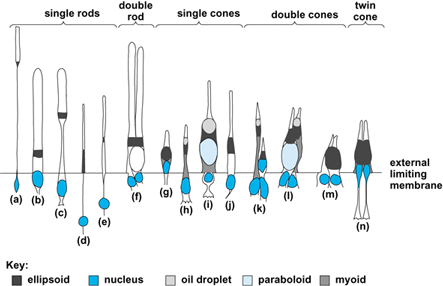 single rods
double
rod
single cones
double cones
twin
cone
external
limiting
membrane
(a)
(b)
(c)
(d)
(e)
(f)
(g)
(h)
(i)
(j)
(k)
(l)
(m)
(n)
Key:
ellipsoid nucleus oil droplet paraboloid myoid